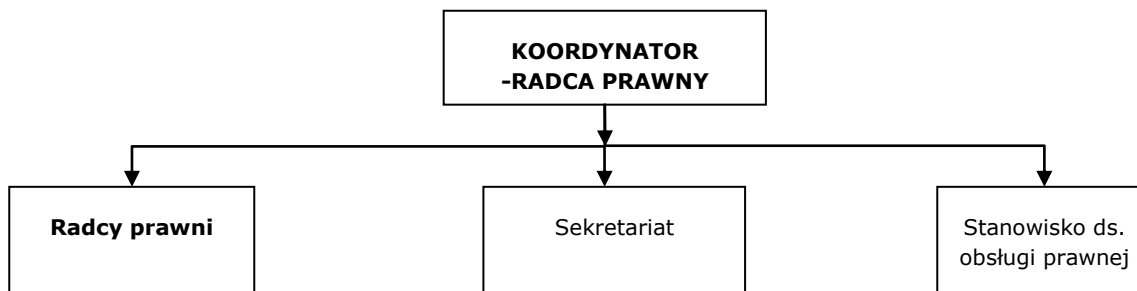 KOORDYNATOR
-RADCA PRAWNY
Radcy prawni
Sekretariat
Stanowisko ds.
obsługi prawnej